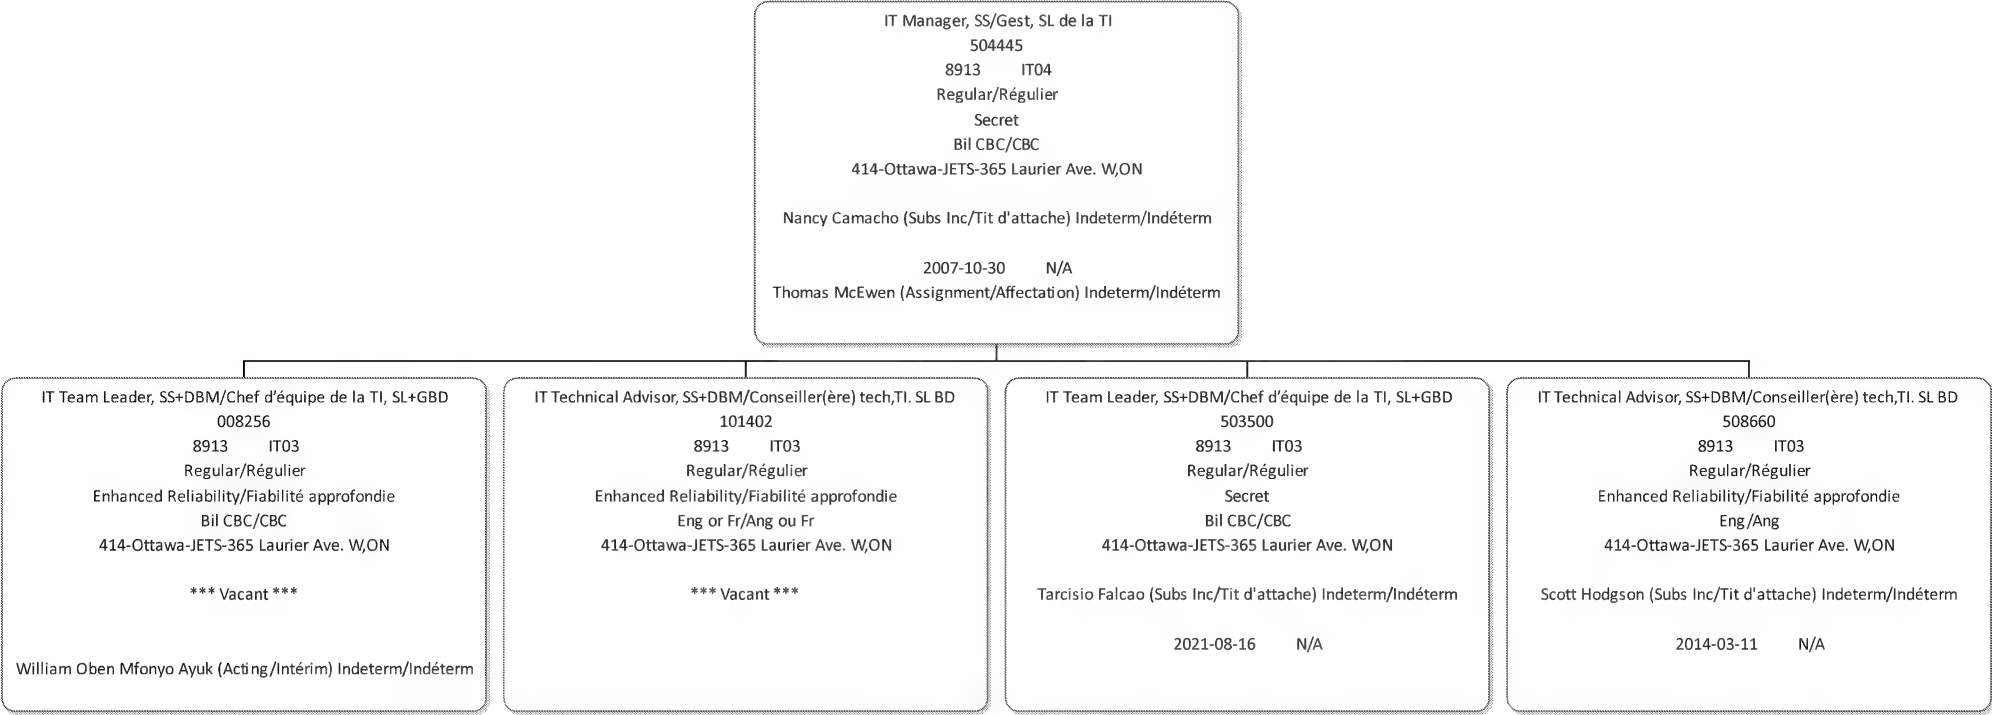 IT Manager, SS/Gest, SL de la TI
504445
8913 IT04
Regular/Régulier
Secret
Bil CBC/CBC
414-Ottawa-JETS-365 Laurier Ave. W,ON
Nancy Camacho (Subs Inc/Tit d'attache) Indeterm/Indéterm
2007-10-30 N/A
Thomas McEwen (Assignment/Affectation) Indeterm/Indéterm
IT Team Leader, SS+DBM/Chef d’équipe de la TI, SL+GBD
008256
8913 IT03
Regular/Régulier
Enhanced Reliability/Fiabilité approfondie
Bil CBC/CBC
414-Ottawa-JETS-365 Laurier Ave. W,ON
*** Vacant ***
William Oben Mfonyo Ayuk (Acting/Intérim) Indeterm/Indéterm
IT Technical Advisor, SS+DBM/Conseiller(ère) tech,TI. SL BD
101402
8913 IT03
Regular/Régulier
Enhanced Reliability/Fiabilité approfondie
Eng or Fr/Ang ou Fr
414-Ottawa-JETS-365 Laurier Ave. W,ON
*** Vacant ***
IT Team Leader, SS+DBM/Chef d’équipe de la TI, SL+GBD
503500
8913 IT03
Regular/Régulier
Secret
Bil CBC/CBC
414-Ottawa-JETS-365 Laurier Ave. W,ON
Tarcisio Falcao (Subs Inc/Tit d'attache) Indeterm/Indéterm
2021-08-16 N/A
IT Technical Advisor, SS+DBM/Conseiller(ère) tech,TI. SL BD
508660
8913 IT03
Regular/Régulier
Enhanced Reliability/Fiabilité approfondie
Eng/Ang
414-Ottawa-JETS-365 Laurier Ave. W,ON
Scott Hodgson (Subs Inc/Tit d'attache) Indeterm/Indéterm
2014-03-11 N/A